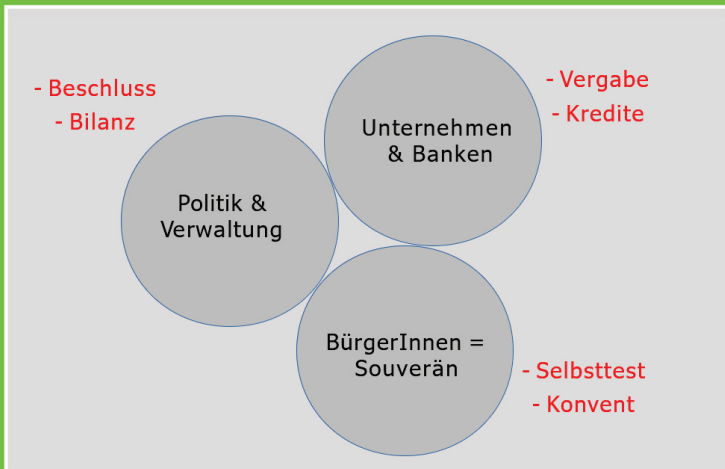 - Beschluss
- Bilanz
Politik &
Verwaltung
Unternehmen
& Banken
- Vergabe
- Kredite
BürgerInnen =
Souverän
- Selbsttest
- Konvent